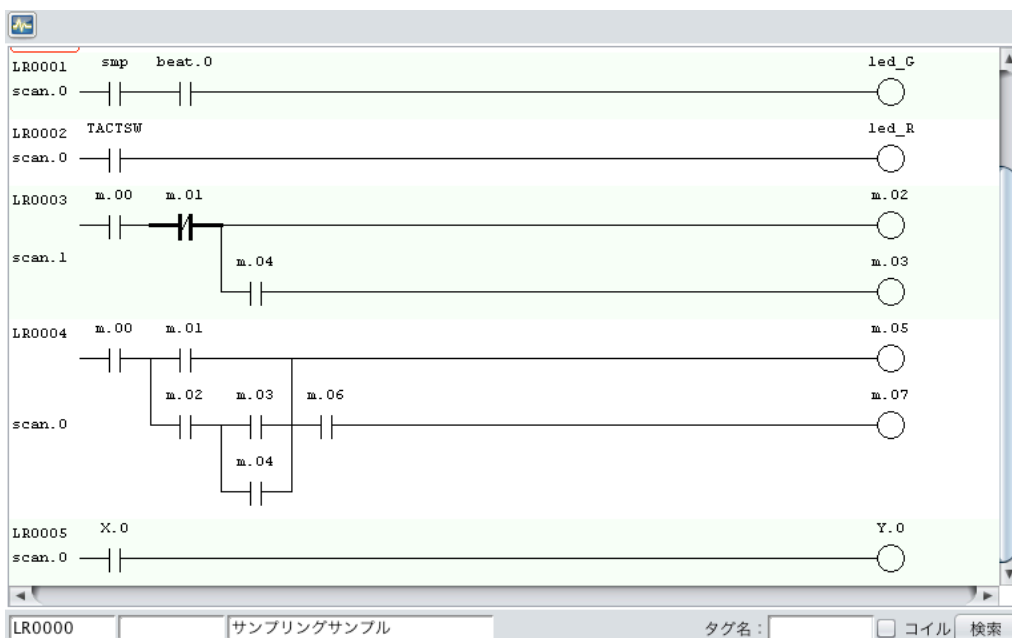 LR0001 smp beat.0 led_G
scan.0
LR0002 TACTSW led_R
scan.0
LR0003 m.00 m.01 m.02
scan.1 m.04 m.03
LR0004 m.00 m.01 m.05
m.02 m.03 m.06 m.07
scan.0
m.04
LR0005 X.0 Y.0
scan.0
LR0000 サンプリングサンプル タグ名: コイル 検索